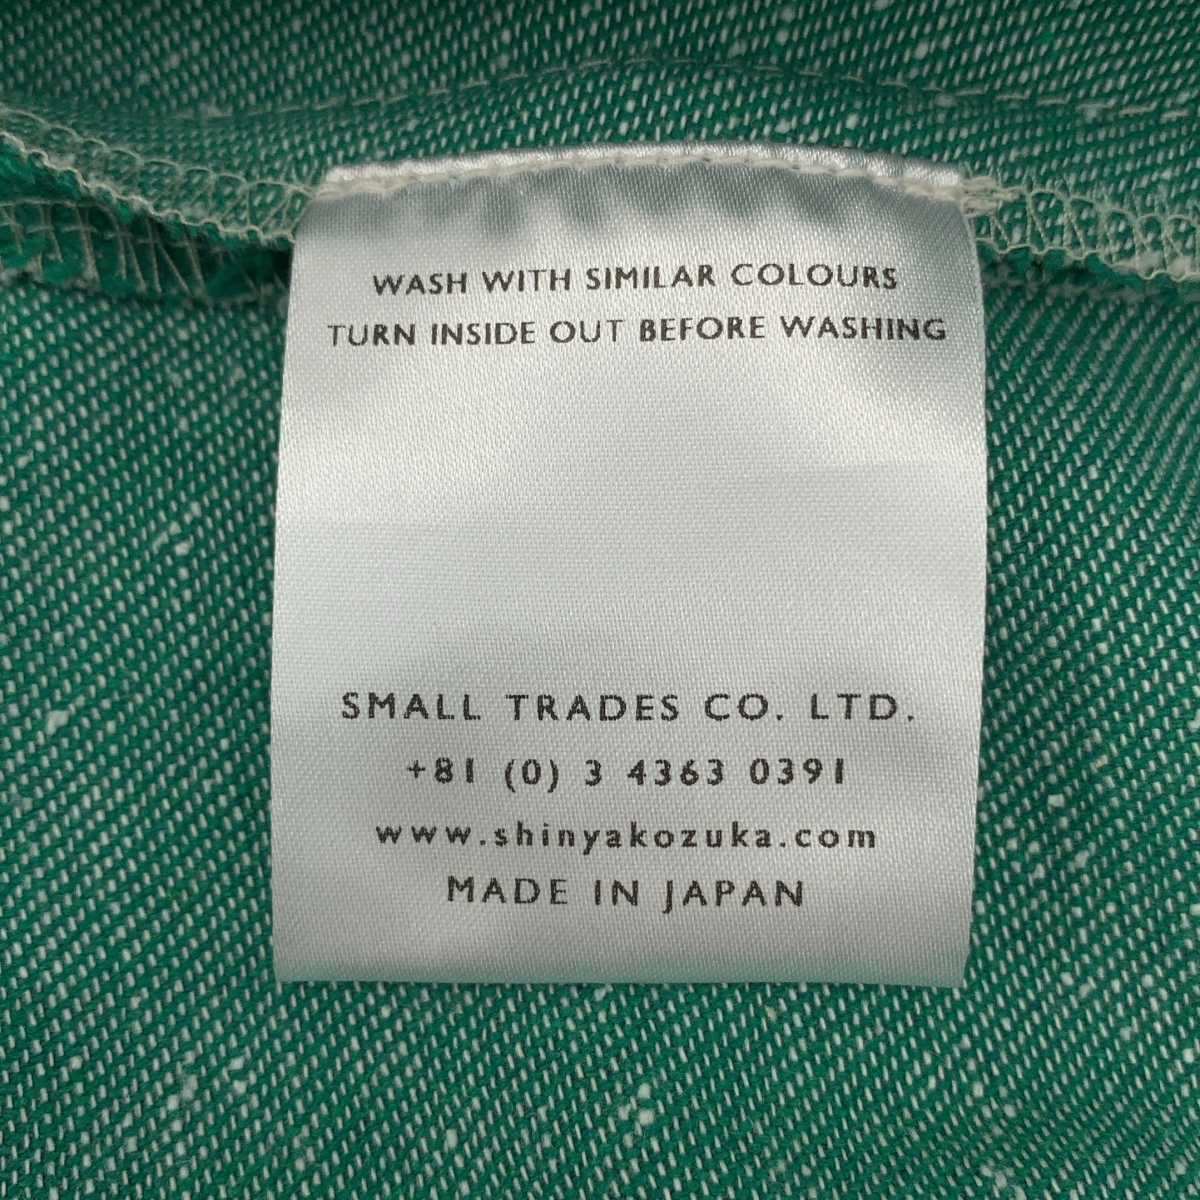 WASH WITH SIMILAR COLOURS
TURN INSIDE OUT BEFORE WASHING
SMALL TRADES CO. LTD.
+81 (0) 3 4363 0391
www.shinyakozuka.com
MADE IN JAPAN